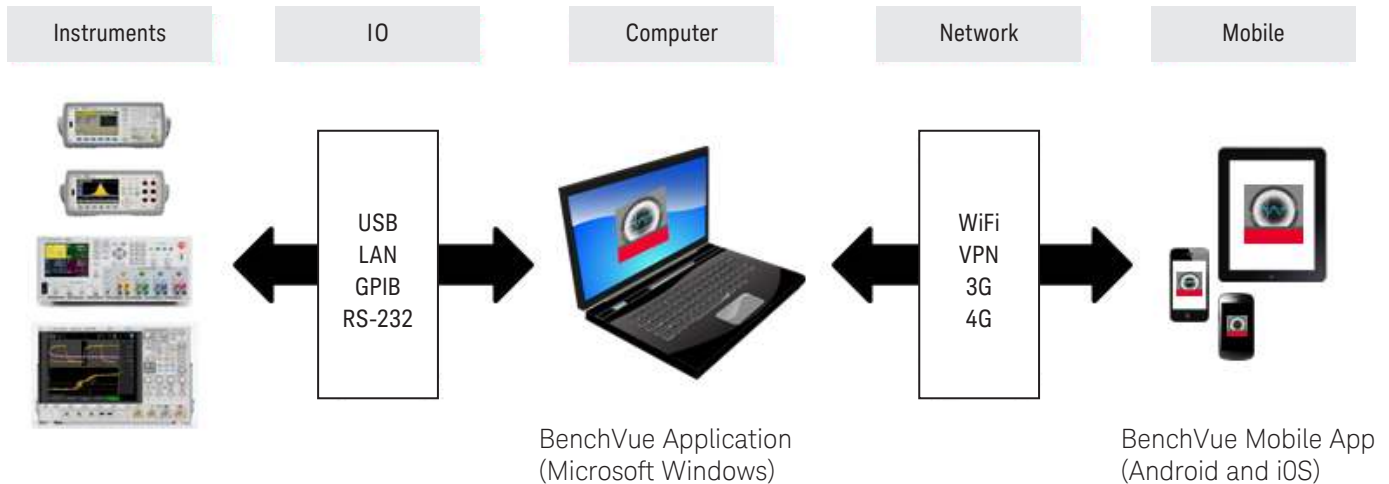 Instruments
IO
Computer
Network
Mobile
USB
LAN
GPIB
RS-232
WiFi
VPN
3G
4G
BenchVue Application
(Microsoft Windows)
BenchVue Mobile App
(Android and iOS)